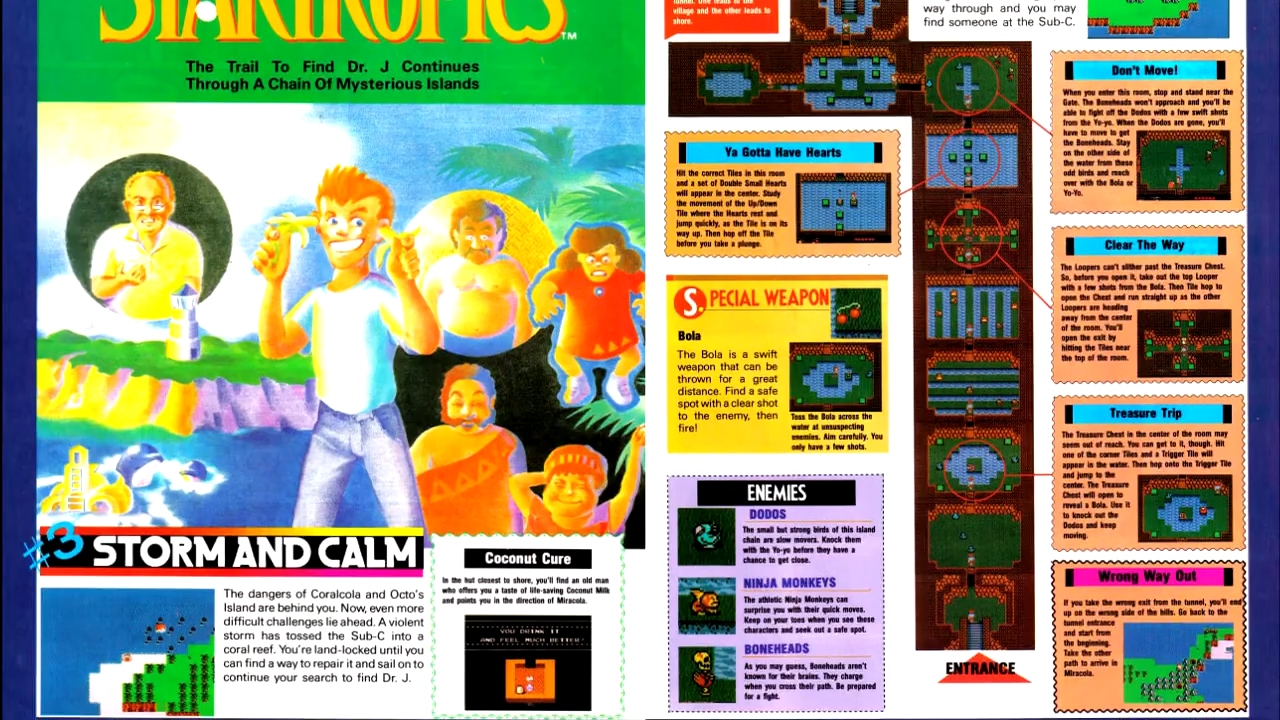 STARTROPICS™
The Trail To Find Dr. J Continues
Through A Chain Of Mysterious Islands
STORM AND CALM
The dangers of Coralcola and Octo's
Island are behind you. Now, even more
difficult challenges lie ahead. A
storm has tossed the Sub-C into a
coral reef. You're land-locked until you
can find a way to repair it and sail on to
continue your search to find Dr. J.
Coconut Cure
In the hut closest to shore, you'll find an old man
who offers you a taste of life-saving Coconut Milk
and points you in the direction of Miracola.
YOU DRINK IT
AND FEEL MUCH BETTER!
tunnel. One leads to the
village and the other leads to
shore.
way through and you may
find someone at the Sub-C.
Ya Gotta Have Hearts
Hit the correct Tiles in this room
and a set of Double Small Hearts
will appear in the center. Study
the movement of the Up/Down
Tile where the Hearts rest and
jump quickly, as the Tile is on its
way up. Then hop off the Tile
before you take a plunge.
S.PECIAL WEAPON
Bola
The Bola is a swift
weapon that can be
thrown for a great
distance. Find a safe
spot with a clear shot
to the enemy, then
fire!
Toss the Bola across the
water at unsuspecting
enemies. Aim carefully. You
only have a few shots.
ENEMIES
DODOS
The small but strong birds of this island
chain are slow movers. Knock them
with the Yo-yo before they have a
chance to get close.
NINJA MONKEYS
The athletic Ninja Monkeys can
surprise you with their quick moves.
Keep on your toes when you see these
characters and seek out a safe spot.
BONEHEADS
As you may guess, Boneheads aren't
known for their brains. They charge
when you cross their path. Be prepared
for a fight.
ENTRANCE
Don't Move!
When you enter this room, stop and stand near the
Gate. The Boneheads won't approach and you'll be
able to fight off the Dodos with a few swift shots
from the Yo-yo. When the Dodos are gone, you'll
have to move to get
the Boneheads. Stay
on the other side of
the water from these
odd birds and reach
over with the Bola or
Yo-Yo.
Clear The Way
The Loopers can't slither past the Treasure Chest.
So, before you open it, take out the top Looper
with a few shots from the Bola. Then Tile hop to
open the Chest and run straight up as the other
Loopers are heading
away from the center
of the room. You'll
open the exit by
hitting the Tiles near
the top of the room.
Treasure Trip
The Treasure Chest in the center of the room may
seem out of reach. You can get to it, though. Hit
one of the corner Tiles and a Trigger Tile will
appear in the water. Then hop onto the Trigger Tile
and jump to the
center. The Treasure
Chest will open to
reveal a Bola. Use it
to knock out the
Dodos and keep
moving.
Wrong Way Out
If you take the wrong exit from the tunnel, you'll end
up on the wrong side of the hills. Go back to the
tunnel entrance
and start from
the beginning.
Take the other
path to arrive in
Miracola.